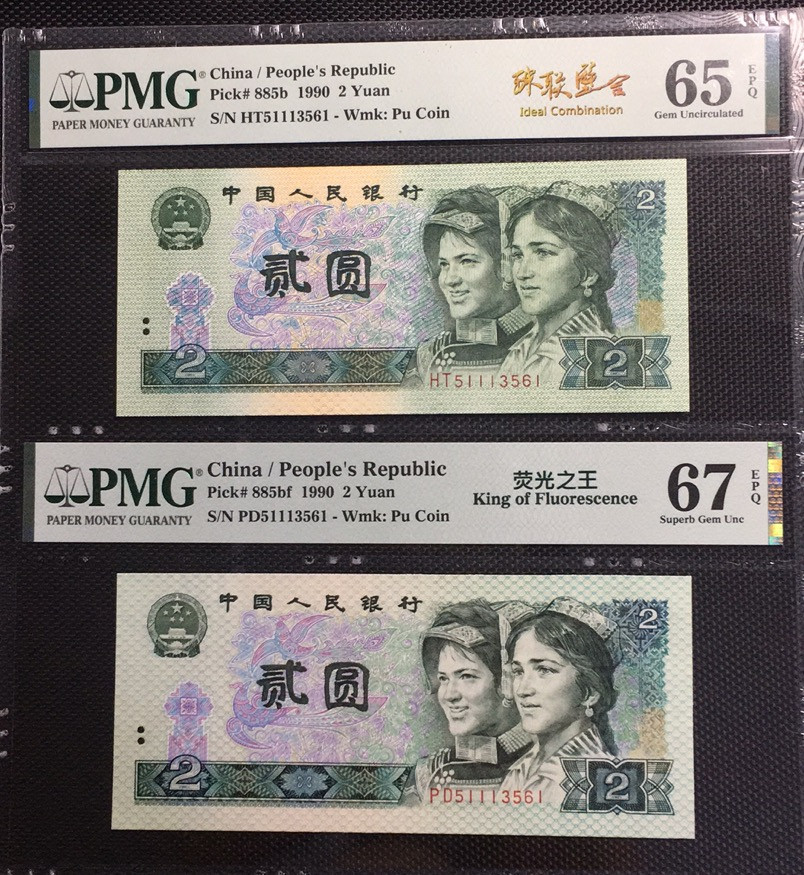 PMG®
PAPER MONEY GUARANTY
China / People's Republic
Pick# 885b 1990 2 Yuan
S/N HT51113561 - Wmk: Pu Coin
珠联盟合
Ideal Combination
65
EPQ
Gem Uncirculated
中国人民银行
2
贰圆
2
2
HT51113561
PMG®
PAPER MONEY GUARANTY
China / People's Republic
Pick# 885bf 1990 2 Yuan
S/N PD51113561 - Wmk: Pu Coin
荧光之王
King of Fluorescence
67
EPQ
Superb Gem Unc
中国人民银行
2
贰圆
2
2
PD51113561